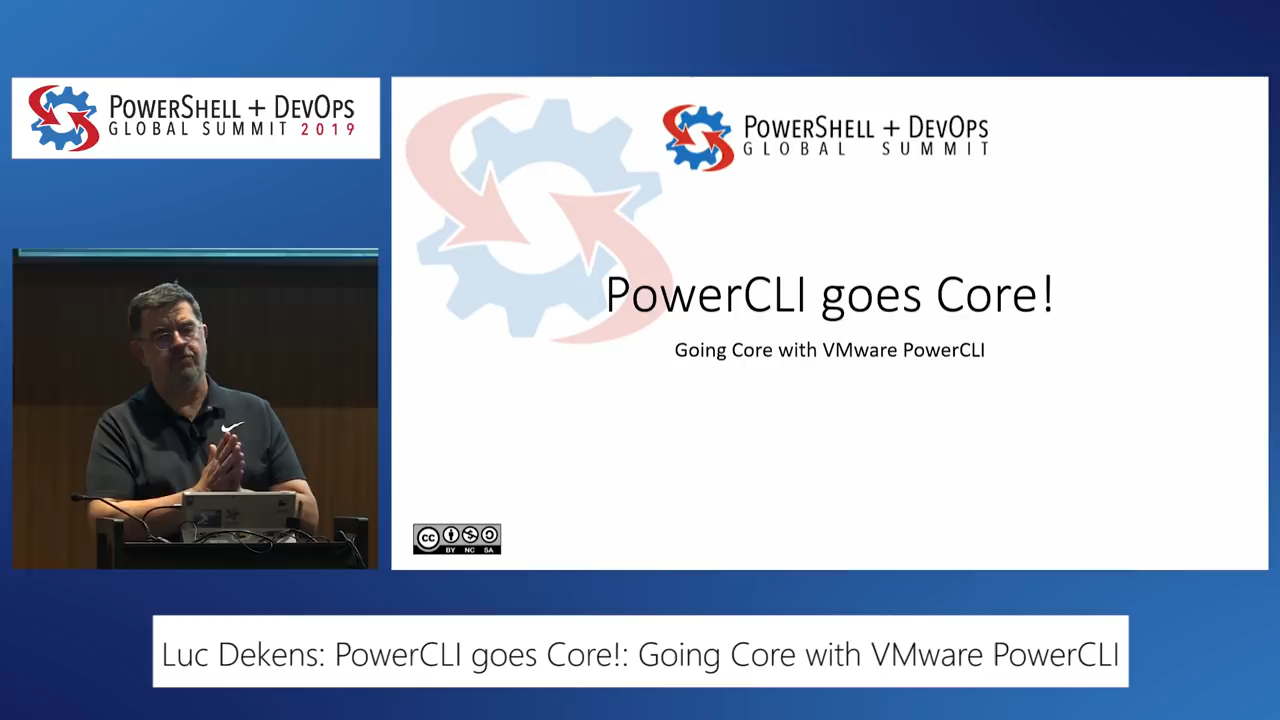 POWERSHELL + DEVOPS
GLOBAL SUMMIT 2019
POWERSHELL + DEVOPS
GLOBAL SUMMIT
PowerCLI goes Core!
Going Core with VMware PowerCLI
cc
BY NC SA
Luc Dekens: PowerCLI goes Core!: Going Core with VMware PowerCLI